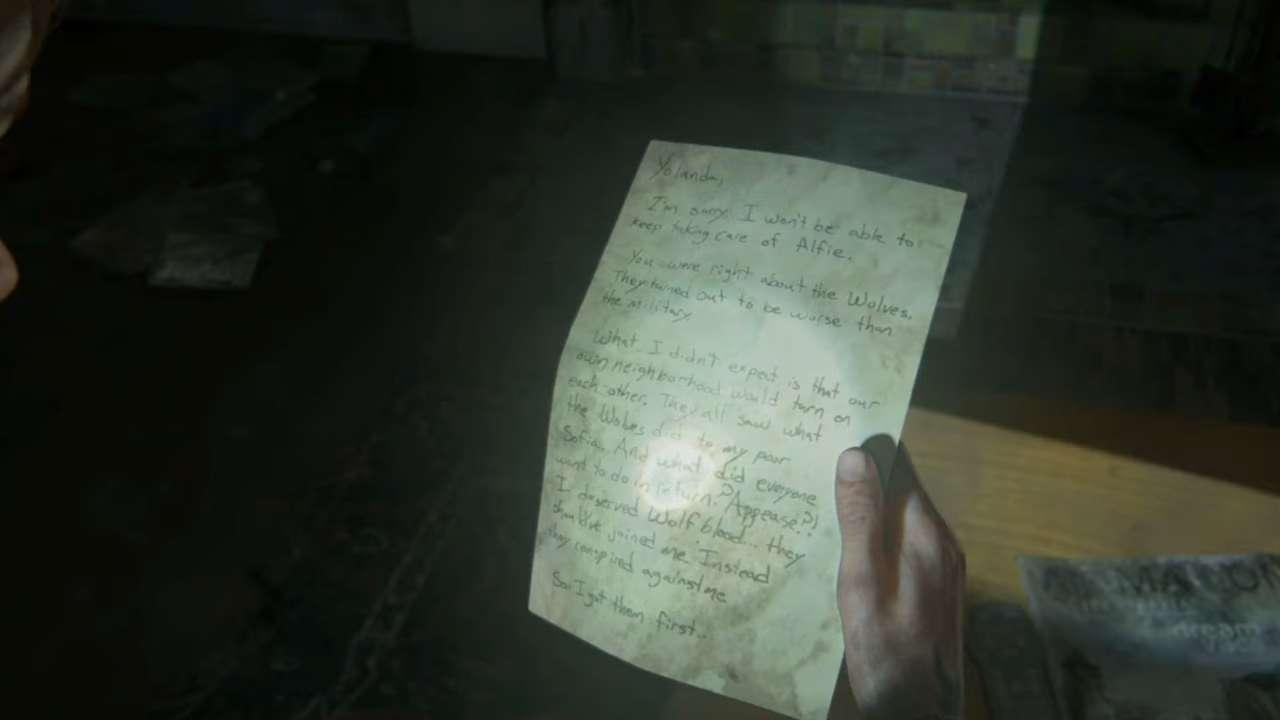 Yolanda,
I'm sorry. I won't be able to
keep taking care of Alfie.
You were right about the Wolves.
They turned out to be worse than
the military.
What I didn't expect is that our
own neighborhood would turn on
each other. They all saw what
the Wolves did to my poor
Sofia. And what did everyone
want to do in return? Appease?!
I deserved Wolf blood... they
should've joined me. Instead
they conspired against me
So I got them first..